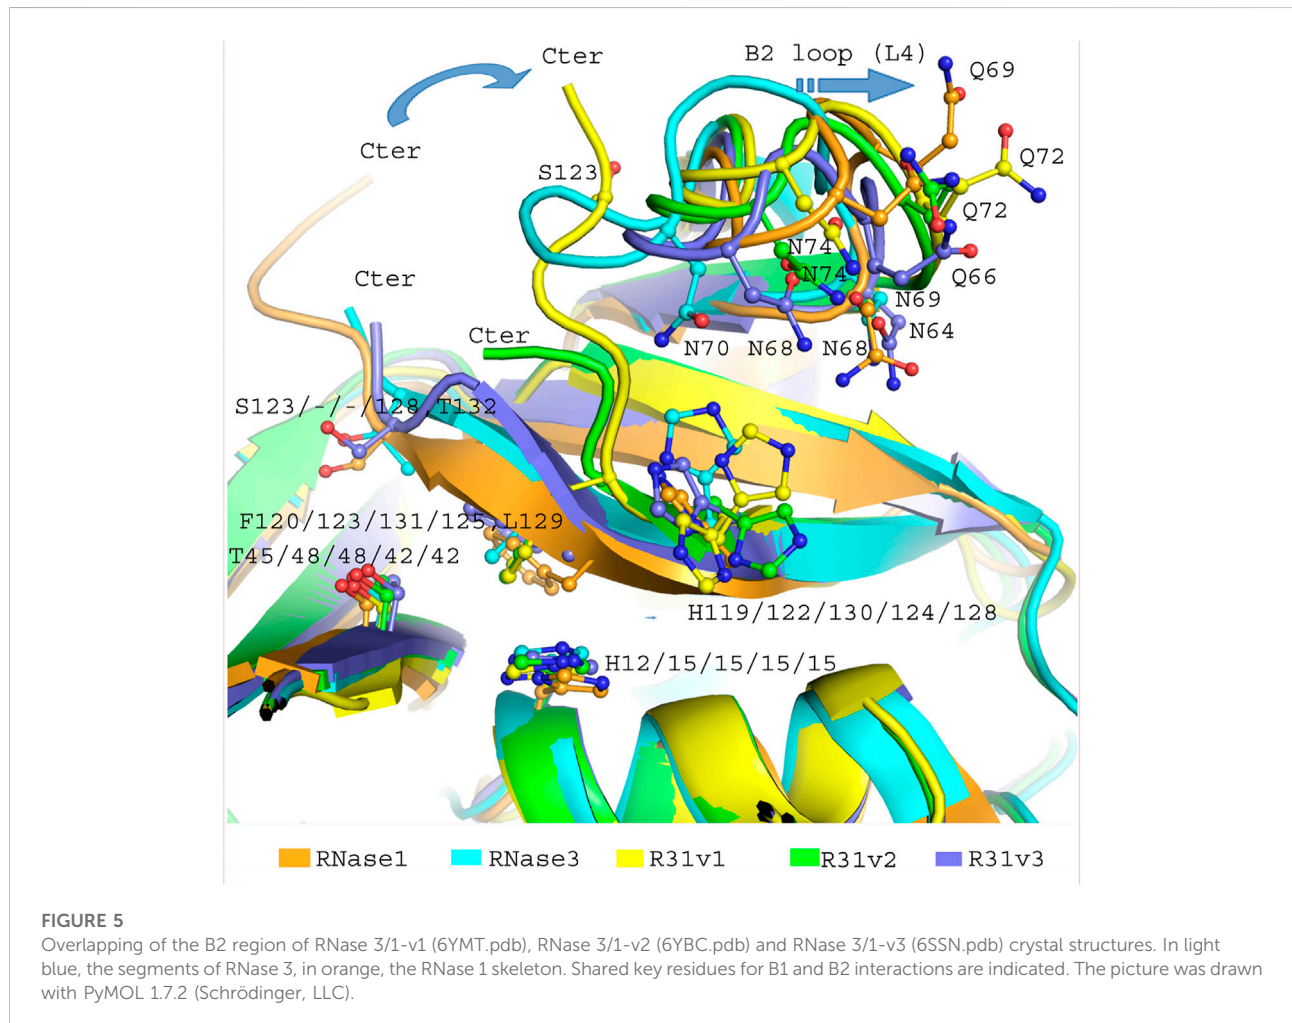 Cter
B2 loop (L4)
Q69
Cter
Q72
S123
Q72
N74
N74
Q66
Cter
N69
N64
Cter
N70 N68 N68
S123/-/-/128,T132
F120/123/131/125,L129
T45/48/48/42/42
H119/122/130/124/128
H12/15/15/15/15
RNase1 RNase3 R31v1 R31v2 R31v3
FIGURE 5
Overlapping of the B2 region of RNase 3/1-v1 (6YMT.pdb), RNase 3/1-v2 (6YBC.pdb) and RNase 3/1-v3 (6SSN.pdb) crystal structures. In light
blue, the segments of RNase 3, in orange, the RNase 1 skeleton. Shared key residues for B1 and B2 interactions are indicated. The picture was drawn
with PyMOL 1.7.2 (Schrödinger, LLC).